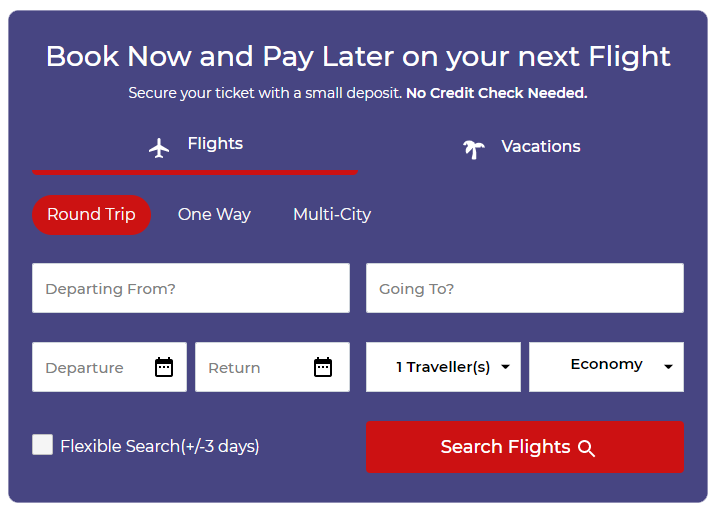 Book Now and Pay Later on your next Flight
Secure your ticket with a small deposit. No Credit Check Needed.
Flights
Vacations
Round Trip
One Way
Multi-City
Departing From?
Going To?
Departure
Return
1 Traveller(s)
Economy
Flexible Search(+/-3 days)
Search Flights